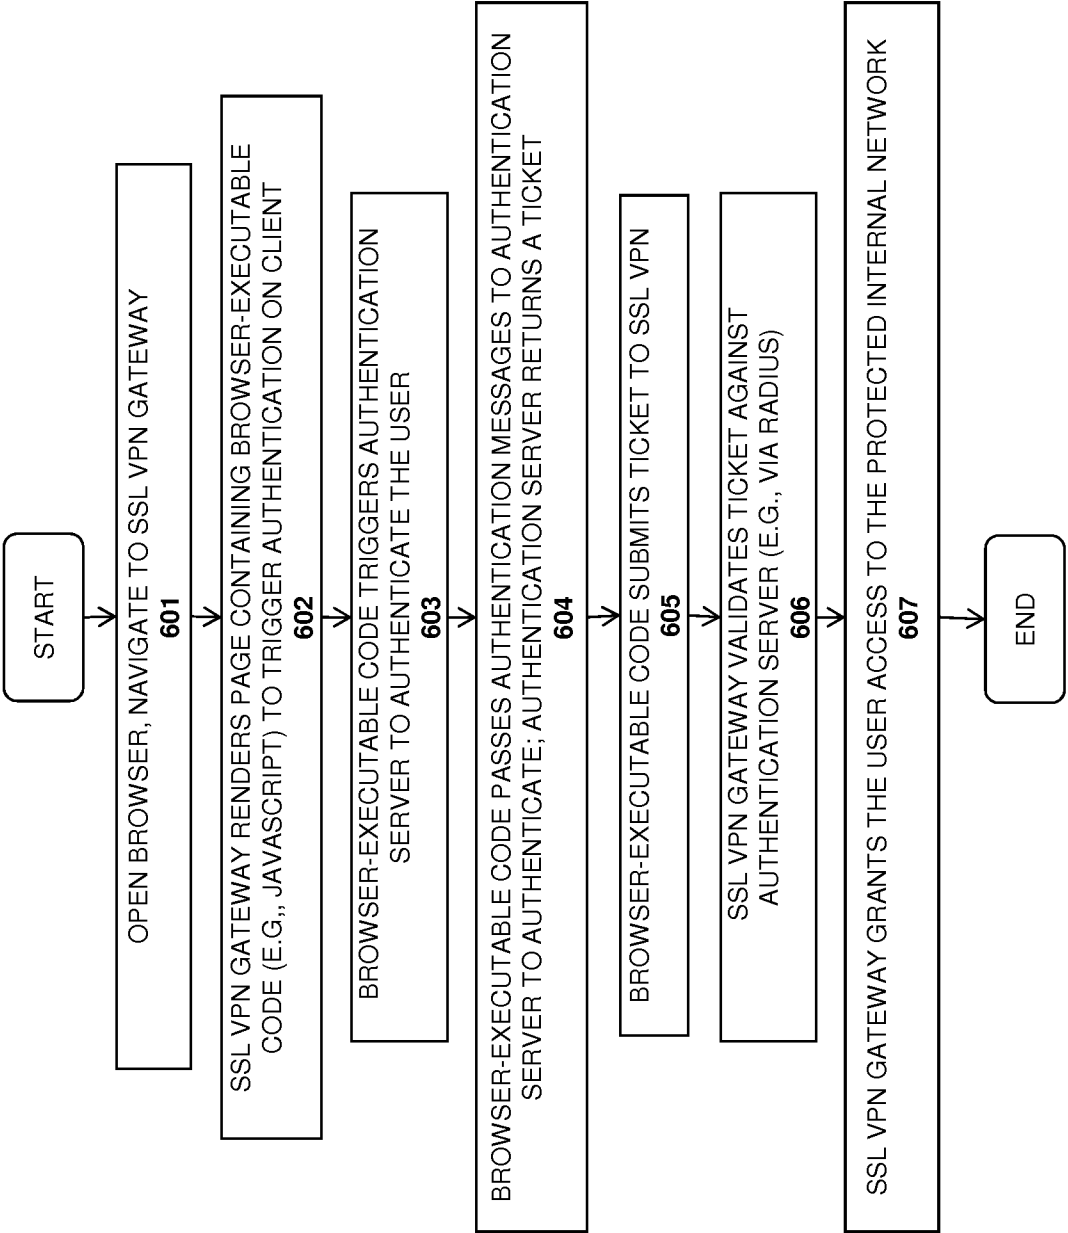 START
OPEN BROWSER, NAVIGATE TO SSL VPN GATEWAY
601
SSL VPN GATEWAY RENDERS PAGE CONTAINING BROWSER-EXECUTABLE
CODE (E.G,, JAVASCRIPT) TO TRIGGER AUTHENTICATION ON CLIENT
602
BROWSER-EXECUTABLE CODE TRIGGERS AUTHENTICATION
SERVER TO AUTHENTICATE THE USER
603
BROWSER-EXECUTABLE CODE PASSES AUTHENTICATION MESSAGES TO AUTHENTICATION
SERVER TO AUTHENTICATE; AUTHENTICATION SERVER RETURNS A TICKET
604
BROWSER-EXECUTABLE CODE SUBMITS TICKET TO SSL VPN
605
SSL VPN GATEWAY VALIDATES TICKET AGAINST
AUTHENTICATION SERVER (E.G., VIA RADIUS)
606
SSL VPN GATEWAY GRANTS THE USER ACCESS TO THE PROTECTED INTERNAL NETWORK
607
END